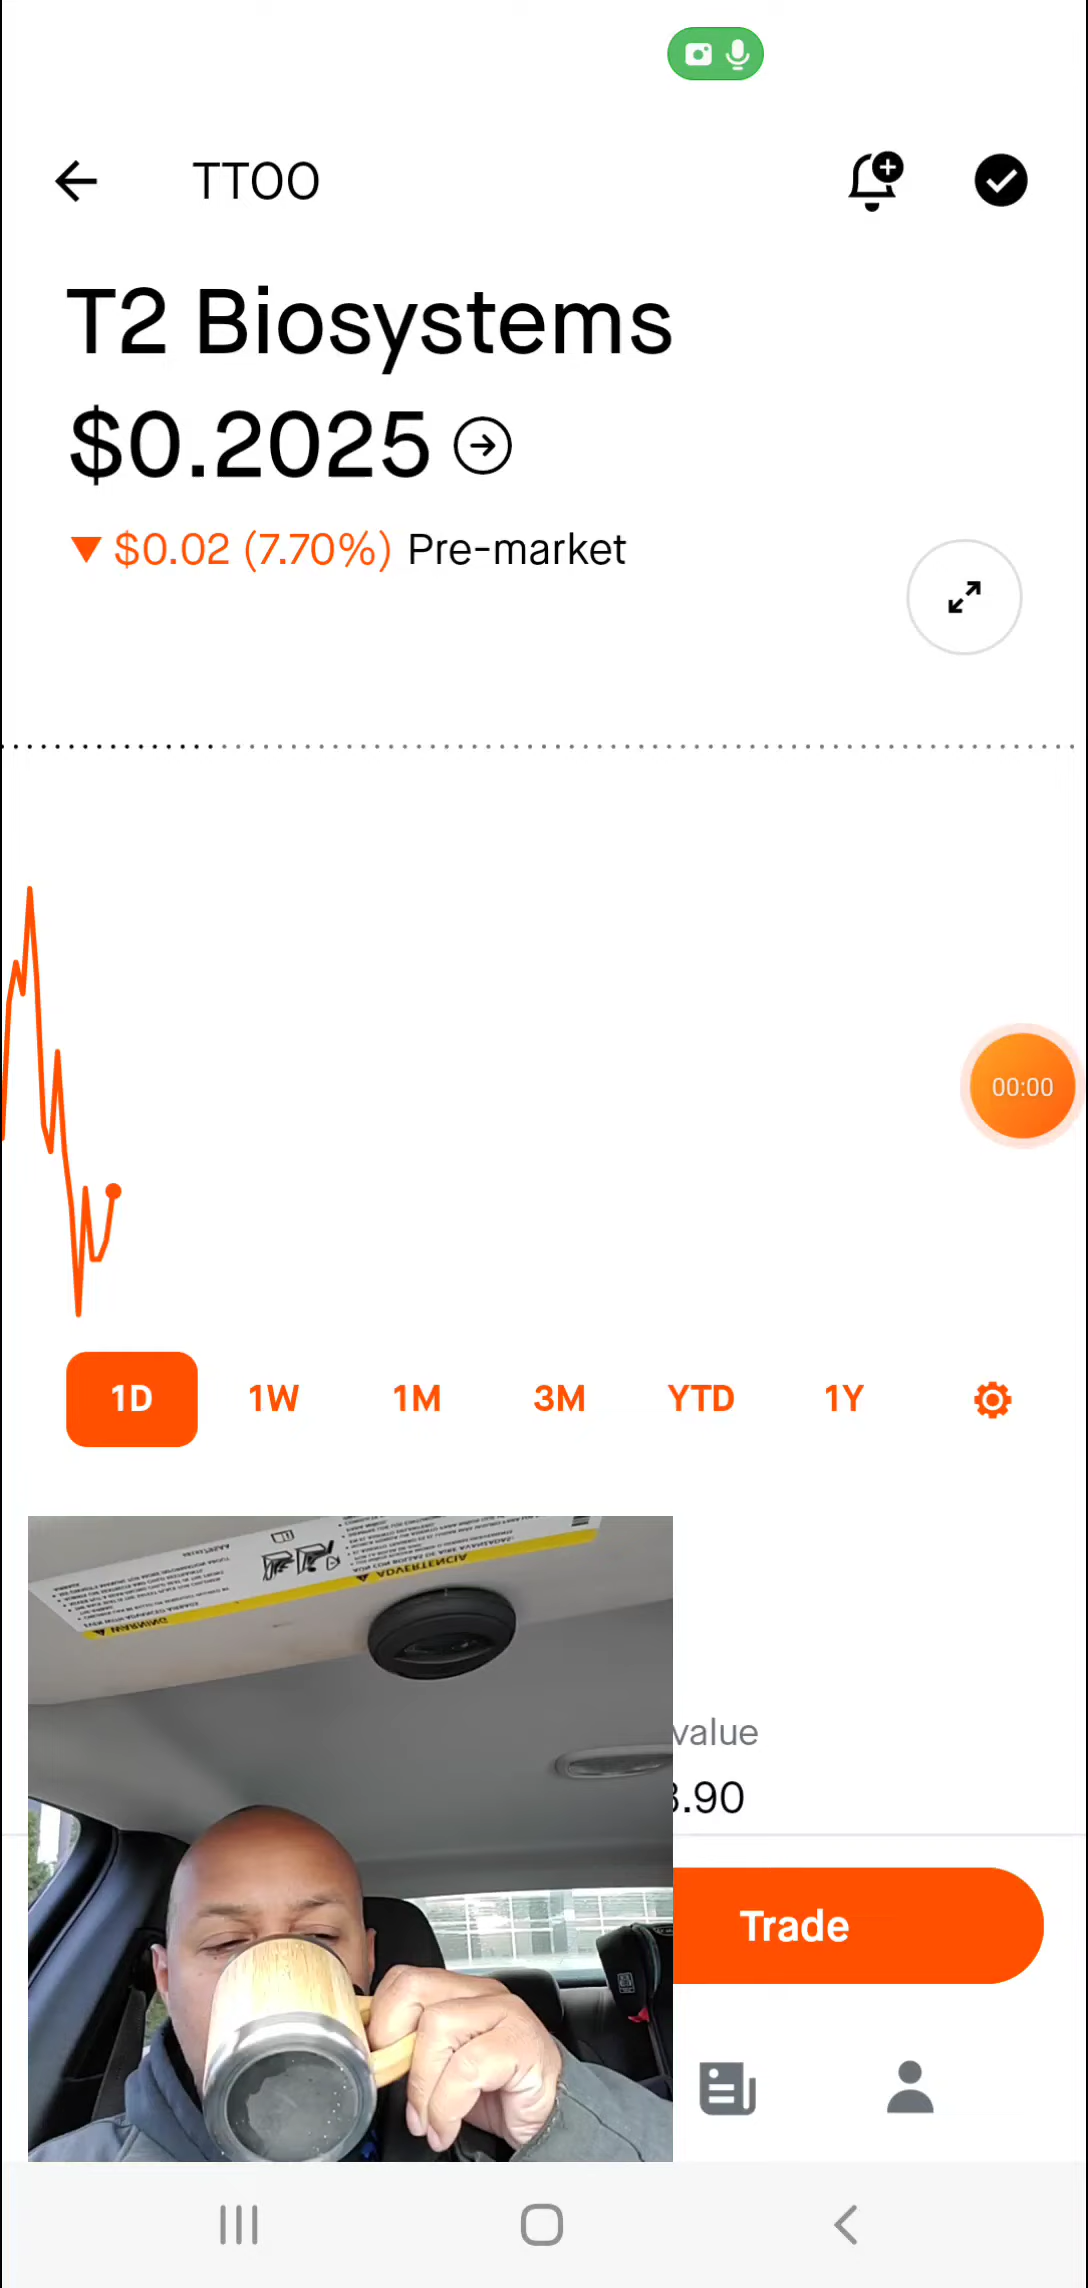 TTOO
T2 Biosystems
$0.2025
▼ $0.02 (7.70%) Pre-market
00:00
1D 1W 1M 3M YTD 1Y
ADVERTENCIA
WARNING
value
.90
Trade